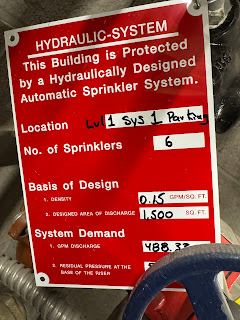 HYDRAULIC-SYSTEM
This Building is Protected
by a Hydraulically Designed
Automatic Sprinkler System.
Location Lvl 1 Sys 1 Parking
No. of Sprinklers 6
Basis of Design
1. DENSITY 0.15 GPM/SQ. FT.
2. DESIGNED AREA OF DISCHARGE 1,500 SQ. FT.
System Demand
1. GPM DISCHARGE 488.33
2. RESIDUAL PRESSURE AT THE
BASE OF THE RISER